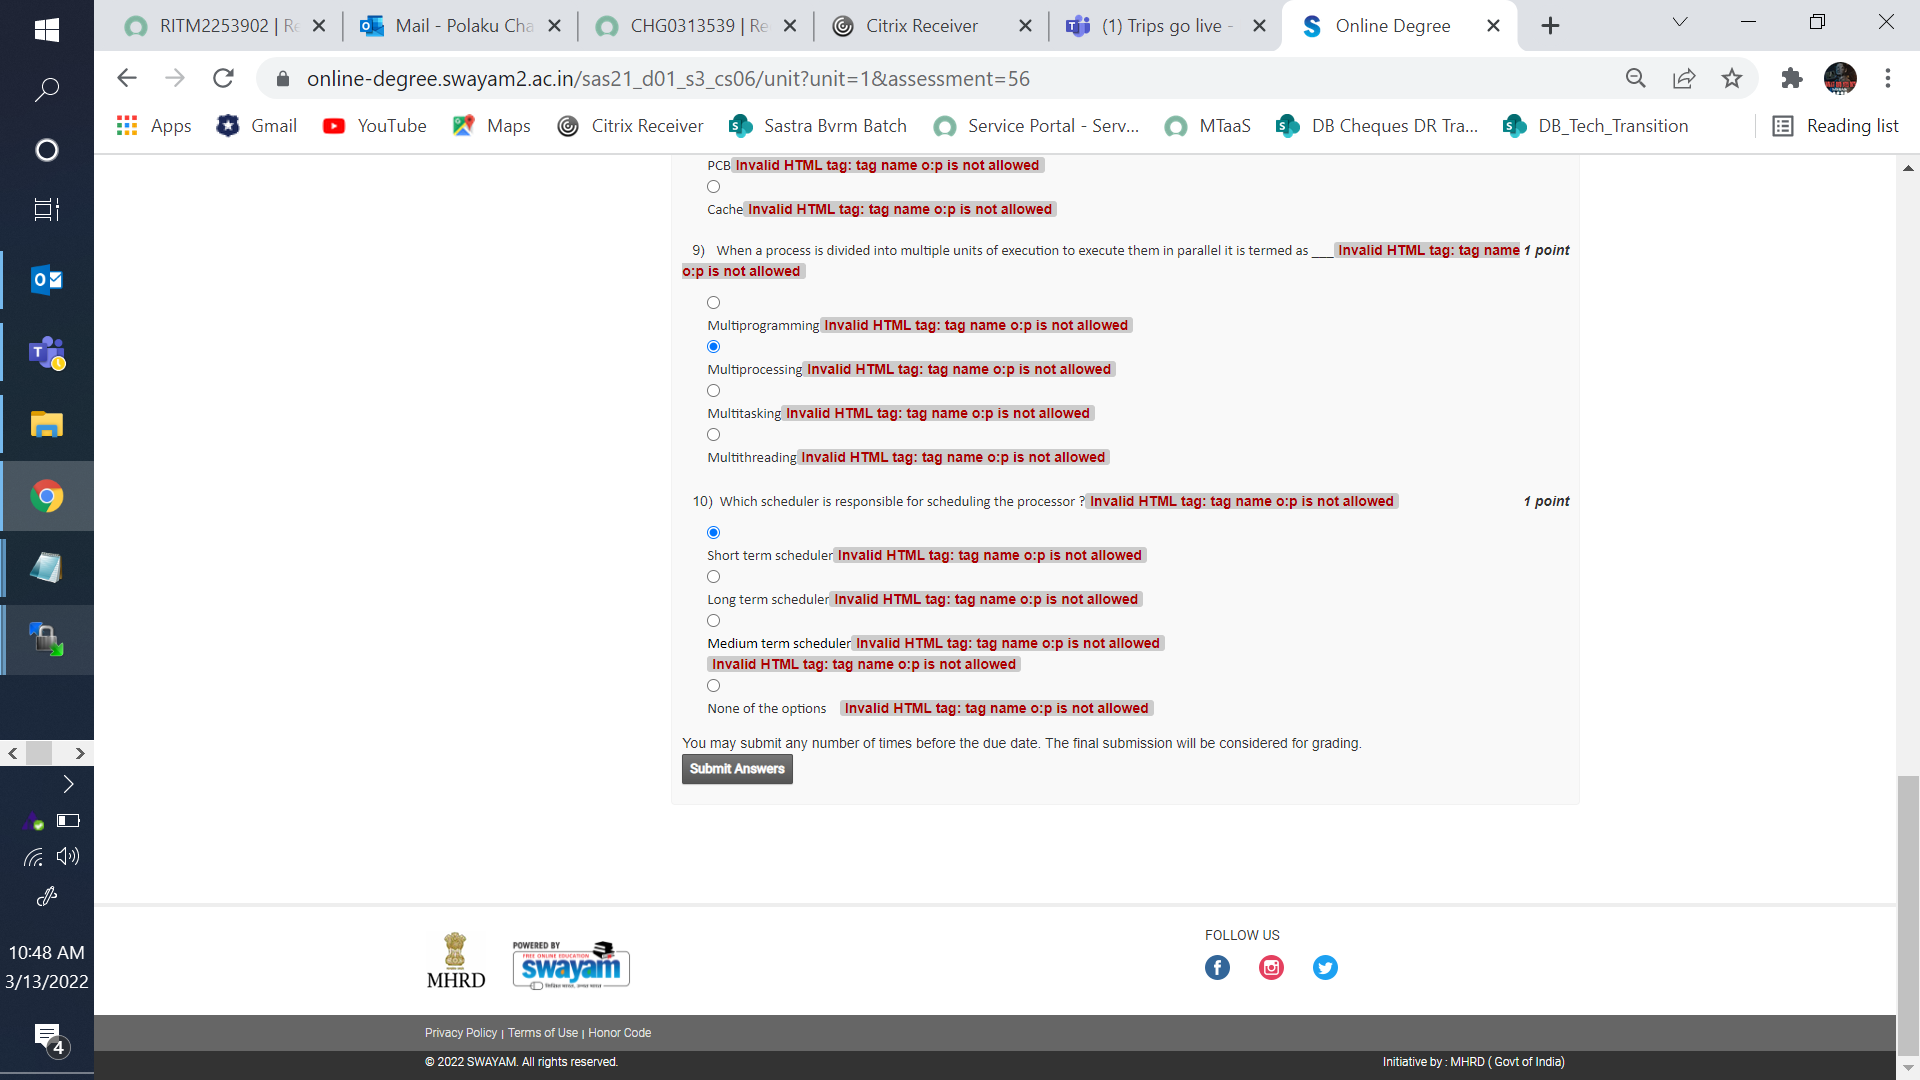 RITM2253902 | Re
Mail - Polaku Cha
CHG0313539 | Re
Citrix Receiver
(1) Trips go live -
Online Degree
online-degree.swayam2.ac.in/sas21_d01_s3_cs06/unit?unit=1&assessment=56
Apps
Gmail
YouTube
Maps
Citrix Receiver
Sastra Bvrm Batch
Service Portal - Serv...
MTaaS
DB Cheques DR Tra...
DB_Tech_Transition
Reading list
PCB Invalid HTML tag: tag name o:p is not allowed
Cache Invalid HTML tag: tag name o:p is not allowed
9) When a process is divided into multiple units of execution to execute them in parallel it is termed as ___ Invalid HTML tag: tag name 1 point
o:p is not allowed
Multiprogramming Invalid HTML tag: tag name o:p is not allowed
Multiprocessing Invalid HTML tag: tag name o:p is not allowed
Multitasking Invalid HTML tag: tag name o:p is not allowed
Multithreading Invalid HTML tag: tag name o:p is not allowed
10) Which scheduler is responsible for scheduling the processor ? Invalid HTML tag: tag name o:p is not allowed 1 point
Short term scheduler Invalid HTML tag: tag name o:p is not allowed
Long term scheduler Invalid HTML tag: tag name o:p is not allowed
Medium term scheduler Invalid HTML tag: tag name o:p is not allowed
Invalid HTML tag: tag name o:p is not allowed
None of the options Invalid HTML tag: tag name o:p is not allowed
You may submit any number of times before the due date. The final submission will be considered for grading.
Submit Answers
10:48 AM
3/13/2022
4
MHRD
POWERED BY
FREE ONLINE EDUCATION
swayam
FOLLOW US
Privacy Policy | Terms of Use | Honor Code
© 2022 SWAYAM. All rights reserved.
Initiative by : MHRD ( Govt of India)